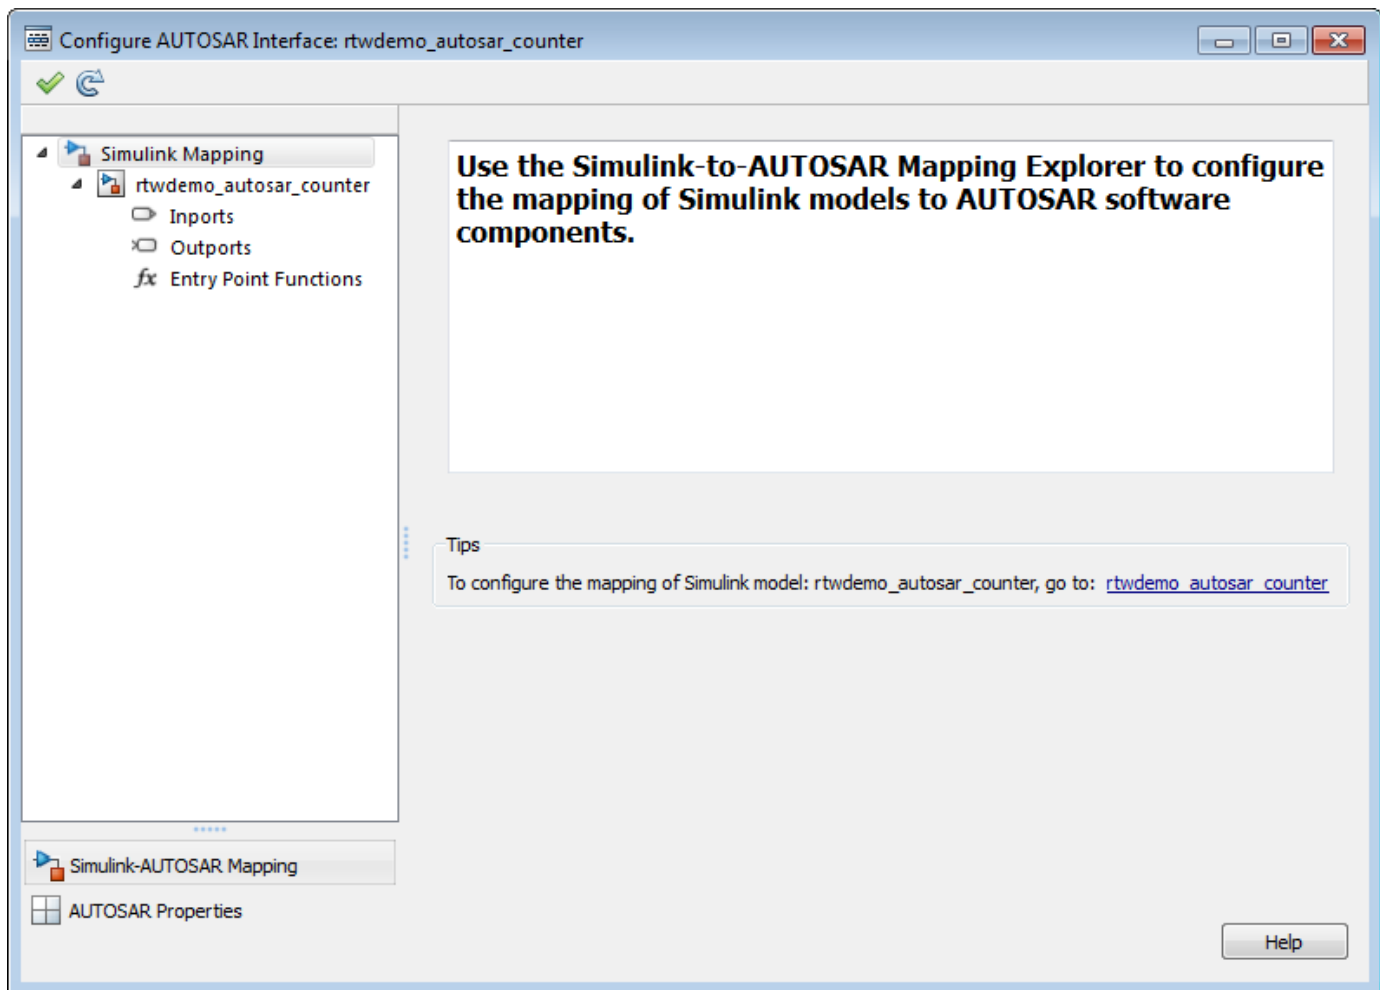 Configure AUTOSAR Interface: rtwdemo_autosar_counter
Simulink Mapping
rtwdemo_autosar_counter
Inports
Outports
fx Entry Point Functions
Use the Simulink-to-AUTOSAR Mapping Explorer to configure
the mapping of Simulink models to AUTOSAR software
components.
Tips
To configure the mapping of Simulink model: rtwdemo_autosar_counter, go to: rtwdemo_autosar_counter
Simulink-AUTOSAR Mapping
AUTOSAR Properties
Help